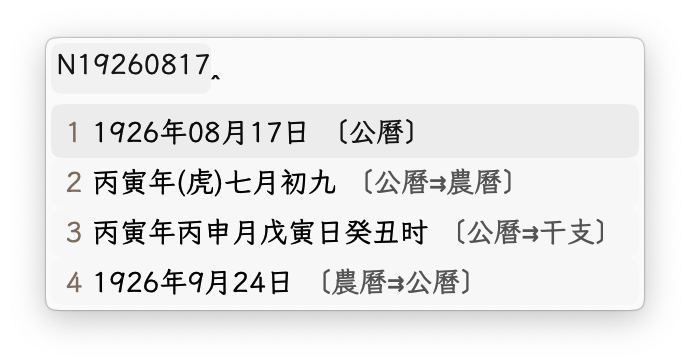 N19260817‸
1 1926年08月17日 〔公曆〕
2 丙寅年(虎)七月初九 〔公曆⇉農曆〕
3 丙寅年丙申月戊寅日癸丑时 〔公曆⇉干支〕
4 1926年9月24日 〔農曆⇉公曆〕